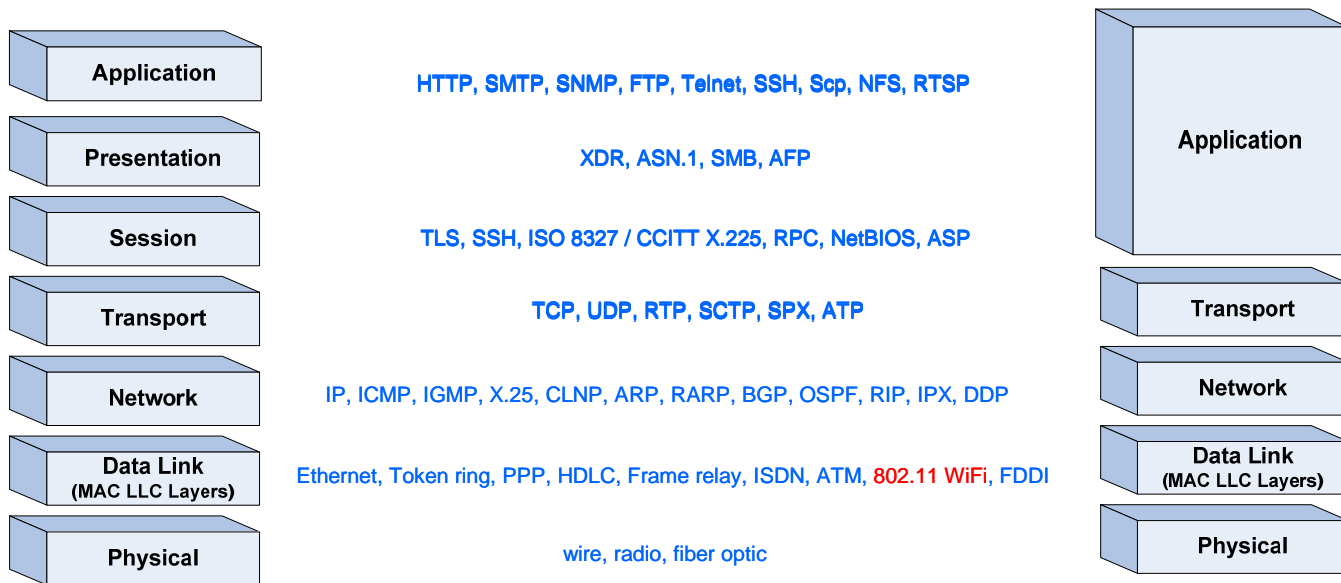 Application
HTTP, SMTP, SNMP, FTP, Telnet, SSH, Scp, NFS, RTSP
Presentation
XDR, ASN.1, SMB, AFP
Application
Session
TLS, SSH, ISO 8327 / CCITT X.225, RPC, NetBIOS, ASP
Transport
TCP, UDP, RTP, SCTP, SPX, ATP
Transport
Network
IP, ICMP, IGMP, X.25, CLNP, ARP, RARP, BGP, OSPF, RIP, IPX, DDP
Network
Data Link
(MAC LLC Layers)
Ethernet, Token ring, PPP, HDLC, Frame relay, ISDN, ATM, 802.11 WiFi, FDDI
Data Link
(MAC LLC Layers)
Physical
wire, radio, fiber optic
Physical